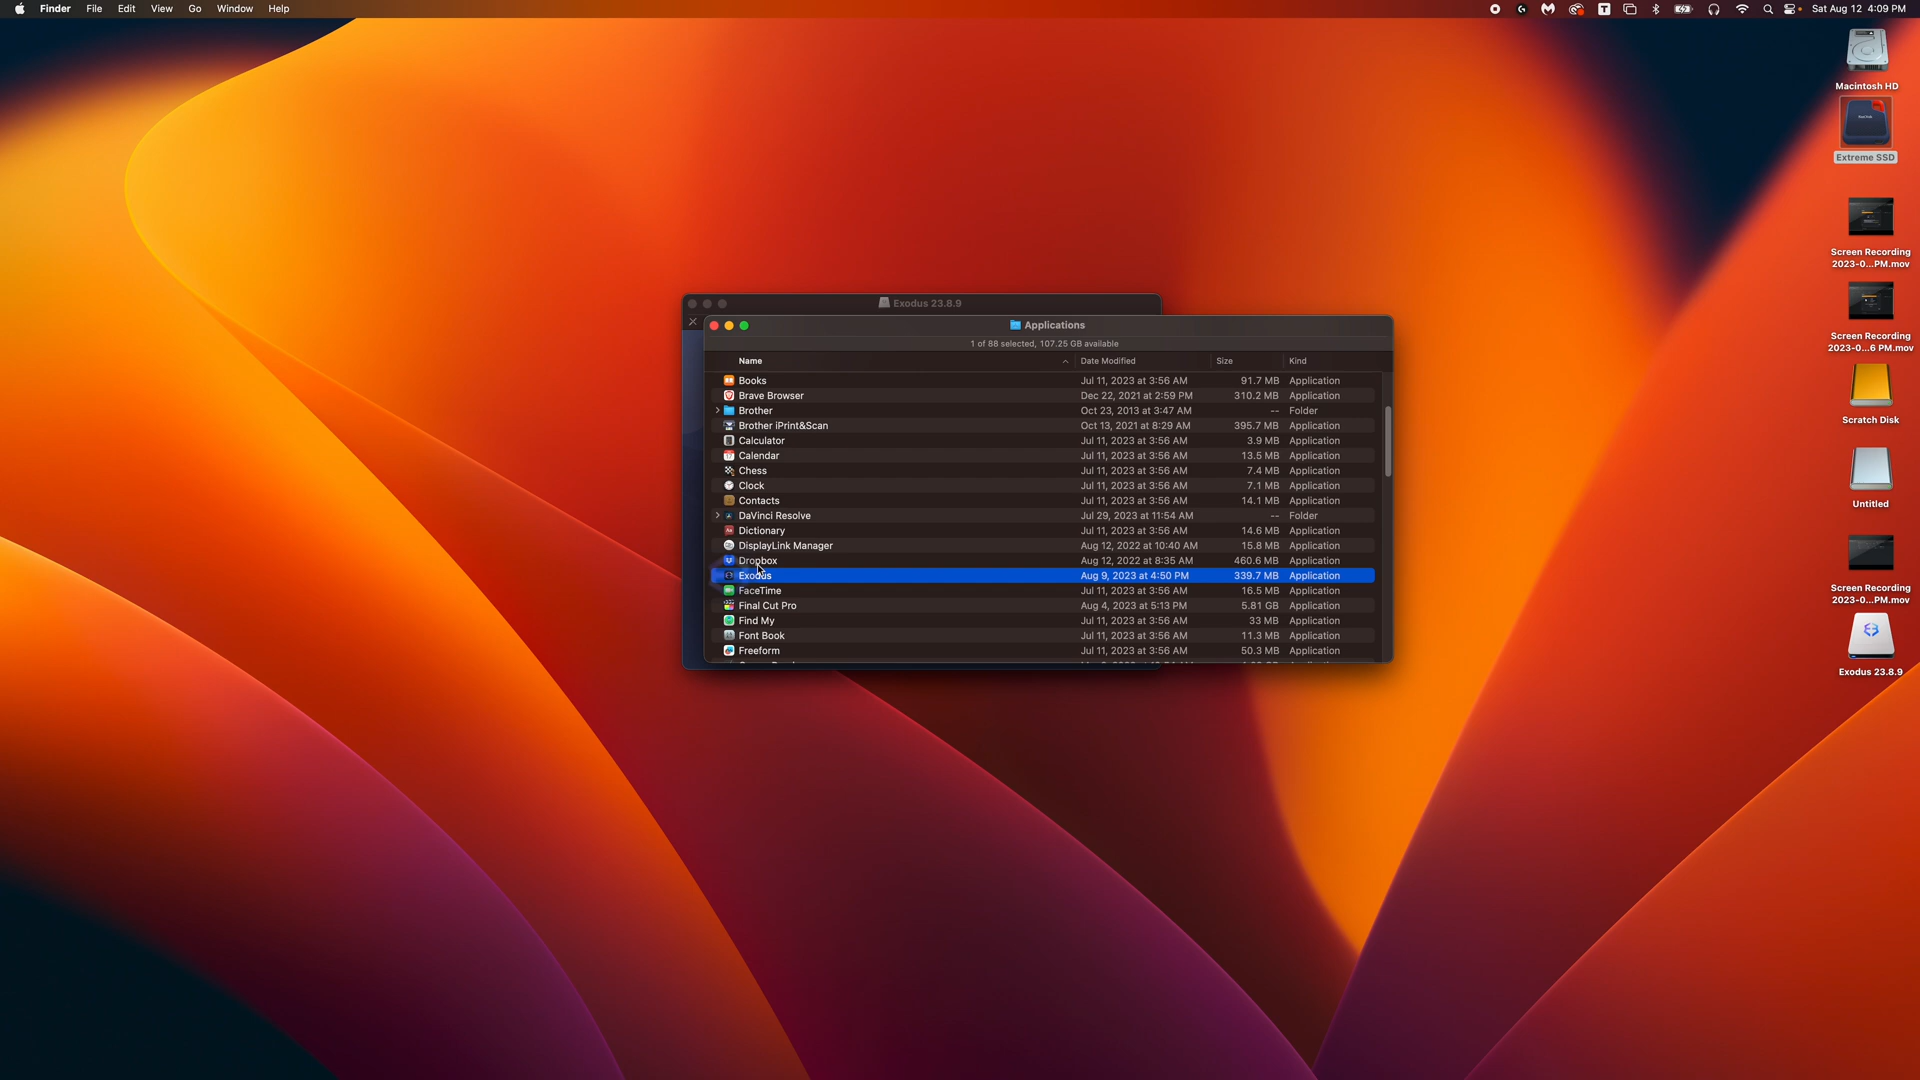 Finder File Edit View Go Window Help
Sat Aug 12 4:09 PM
Macintosh HD
Extreme SSD
Screen Recording
2023-0...PM.mov
Screen Recording
2023-0...6 PM.mov
Scratch Disk
Untitled
Screen Recording
2023-0...PM.mov
Exodus 23.8.9
Exodus 23.8.9
Applications
1 of 88 selected, 107.25 GB available
Name Date Modified Size Kind
Books Jul 11, 2023 at 3:56 AM 91.7 MB Application
Brave Browser Dec 22, 2021 at 2:59 PM 310.2 MB Application
Brother Oct 23, 2013 at 3:47 AM -- Folder
Brother iPrint&Scan Oct 13, 2021 at 8:29 AM 395.7 MB Application
Calculator Jul 11, 2023 at 3:56 AM 3.9 MB Application
Calendar Jul 11, 2023 at 3:56 AM 13.5 MB Application
Chess Jul 11, 2023 at 3:56 AM 7.4 MB Application
Clock Jul 11, 2023 at 3:56 AM 7.1 MB Application
Contacts Jul 11, 2023 at 3:56 AM 14.1 MB Application
DaVinci Resolve Jul 29, 2023 at 11:54 AM -- Folder
Dictionary Jul 11, 2023 at 3:56 AM 14.6 MB Application
DisplayLink Manager Aug 12, 2022 at 10:40 AM 15.8 MB Application
Dropbox Aug 12, 2022 at 8:35 AM 460.6 MB Application
Exodus Aug 9, 2023 at 4:50 PM 339.7 MB Application
FaceTime Jul 11, 2023 at 3:56 AM 16.5 MB Application
Final Cut Pro Aug 4, 2023 at 5:13 PM 5.81 GB Application
Find My Jul 11, 2023 at 3:56 AM 33 MB Application
Font Book Jul 11, 2023 at 3:56 AM 11.3 MB Application
Freeform Jul 11, 2023 at 3:56 AM 50.3 MB Application